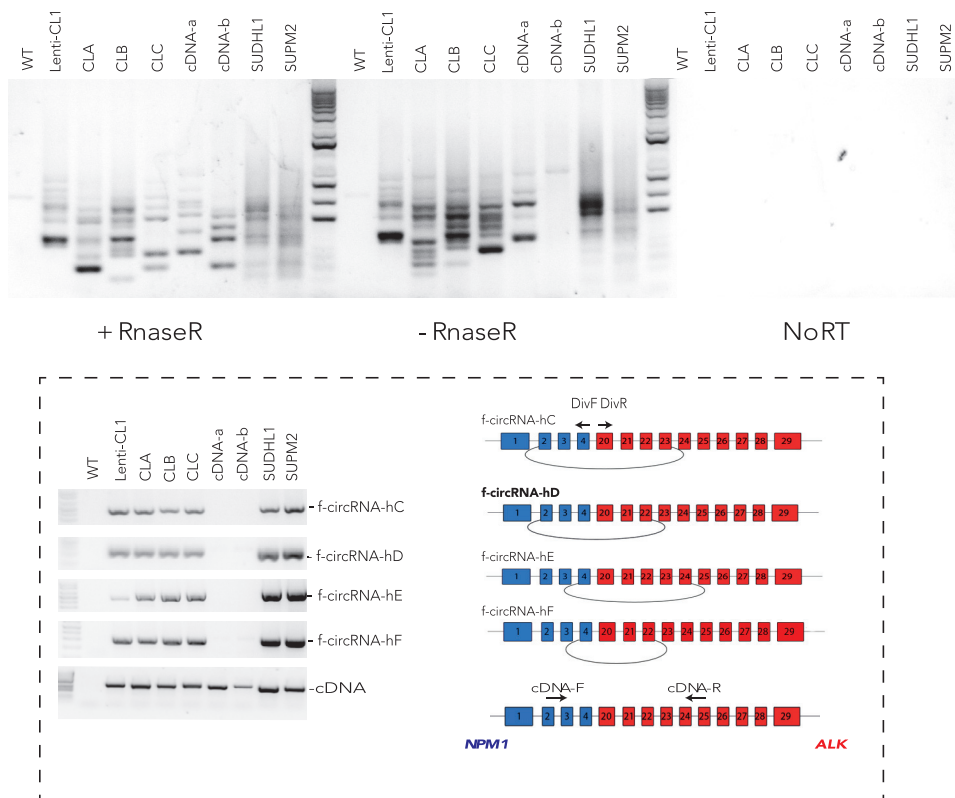 WT Lenti-CL1 CLA CLB CLC cDNA-a cDNA-b SUDHL1 SUPM2 WT Lenti-CL1 CLA CLB CLC cDNA-a cDNA-b SUDHL1 SUPM2 WT Lenti-CL1 CLA CLB CLC cDNA-a cDNA-b SUDHL1 SUPM2
+ RnaseR - RnaseR NoRT
WT Lenti-CL1 CLA CLB CLC cDNA-a cDNA-b SUDHL1 SUPM2
- f-circRNA-hC
- f-circRNA-hD
- f-circRNA-hE
- f-circRNA-hF
-cDNA
DivF DivR
f-circRNA-hC
1 2 3 4 20 21 22 23 24 25 26 27 28 29
f-circRNA-hD
1 2 3 4 20 21 22 23 24 25 26 27 28 29
f-circRNA-hE
1 2 3 4 20 21 22 23 24 25 26 27 28 29
f-circRNA-hF
1 2 3 4 20 21 22 23 24 25 26 27 28 29
cDNA-F cDNA-R
1 2 3 4 20 21 22 23 24 25 26 27 28 29
NPM1 ALK